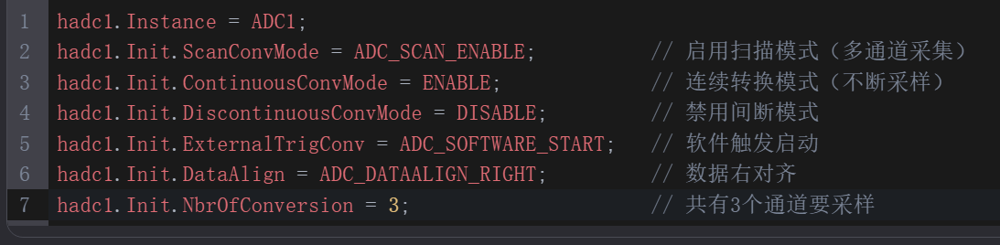 1 hadc1.Instance = ADC1;
2 hadc1.Init.ScanConvMode = ADC_SCAN_ENABLE; // 启用扫描模式（多通道采集）
3 hadc1.Init.ContinuousConvMode = ENABLE; // 连续转换模式（不断采样）
4 hadc1.Init.DiscontinuousConvMode = DISABLE; // 禁用间断模式
5 hadc1.Init.ExternalTrigConv = ADC_SOFTWARE_START; // 软件触发启动
6 hadc1.Init.DataAlign = ADC_DATAALIGN_RIGHT; // 数据右对齐
7 hadc1.Init.NbrOfConversion = 3; // 共有3个通道要采样